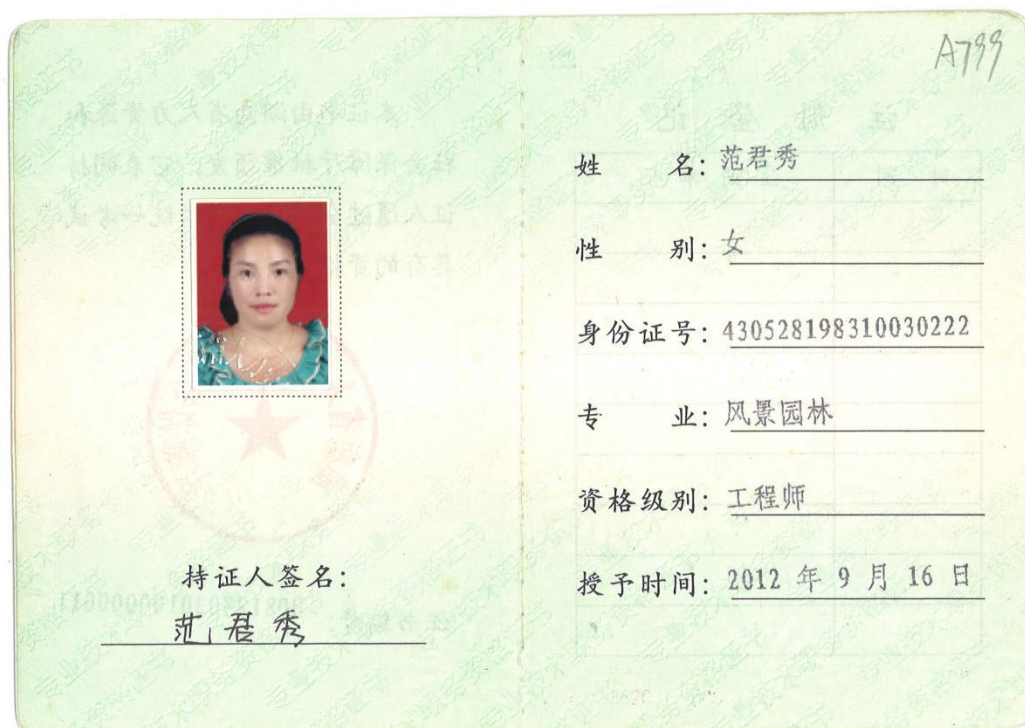 A799
姓 名: 范君秀
性 别: 女
身份证号: 430528198310030222
专 业: 风景园林
资格级别: 工程师
授予时间: 2012 年 9 月 16 日
持证人签名:
范君秀